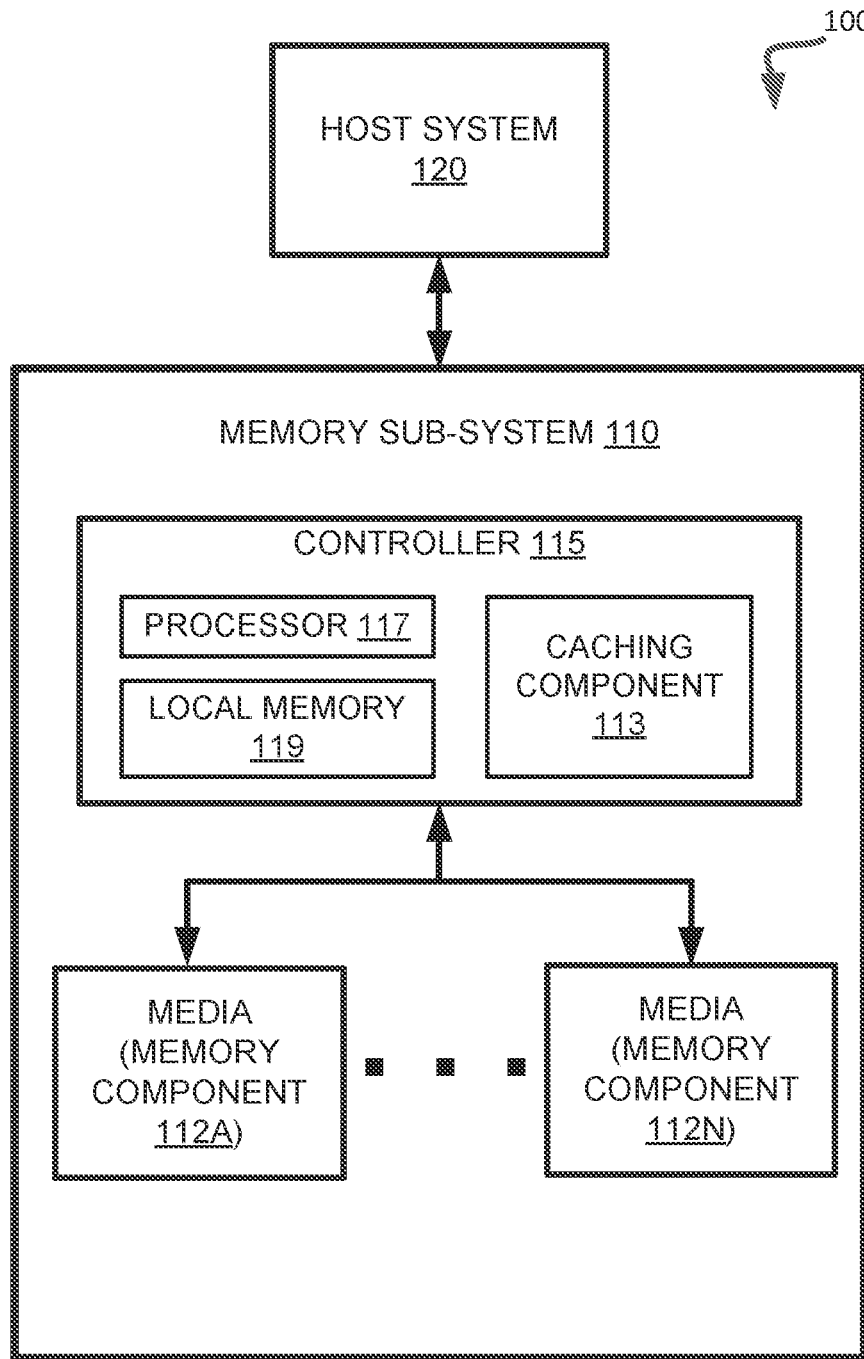 100
HOST SYSTEM
120
MEMORY SUB-SYSTEM 110
CONTROLLER 115
PROCESSOR 117
LOCAL MEMORY
119
CACHING
COMPONENT
113
MEDIA
(MEMORY
COMPONENT
112A)
MEDIA
(MEMORY
COMPONENT
112N)